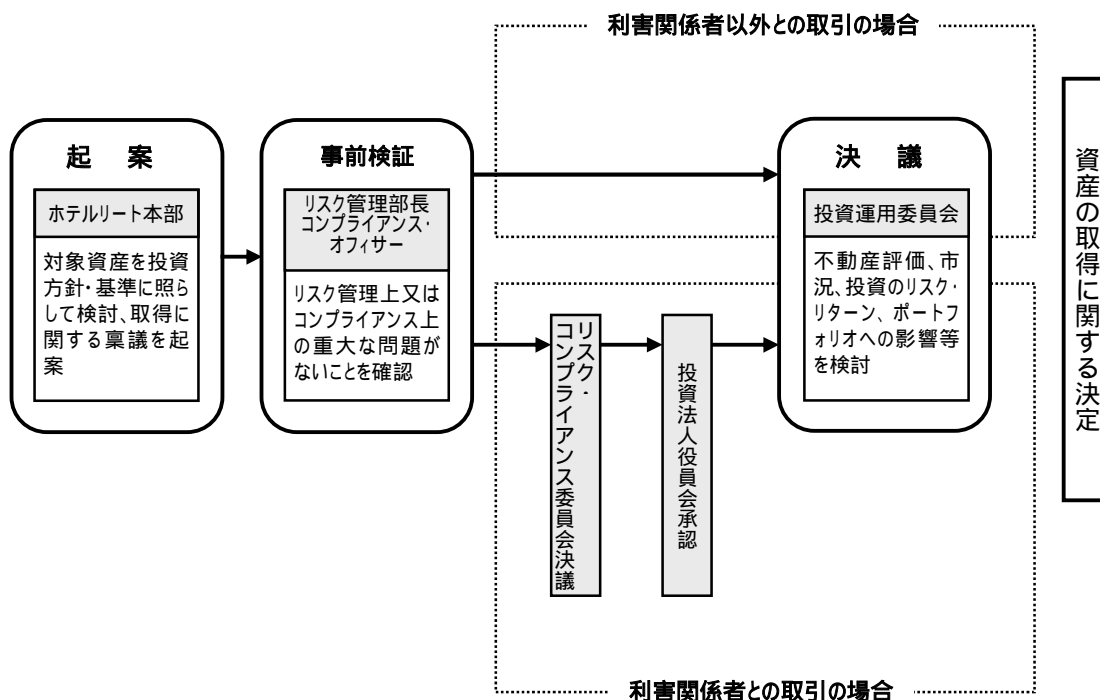 利害関係者以外との取引の場合
起 案
ホテルリート本部
対象資産を投資
方針・基準に照ら
して検討、取得に
関する稟議を起
案
事前検証
リスク管理部長
コンプライアンス・
オフィサー
リスク管理上又は
コンプライアンス上
の重大な問題が
ないことを確認
リスク・
コンプライアンス委員会決議
投資法人役員会承認
決 議
投資運用委員会
不動産評価、市
況、投資のリスク・
リターン、ポートフ
ォリオへの影響等
を検討
資産の取得に関する決定
利害関係者との取引の場合